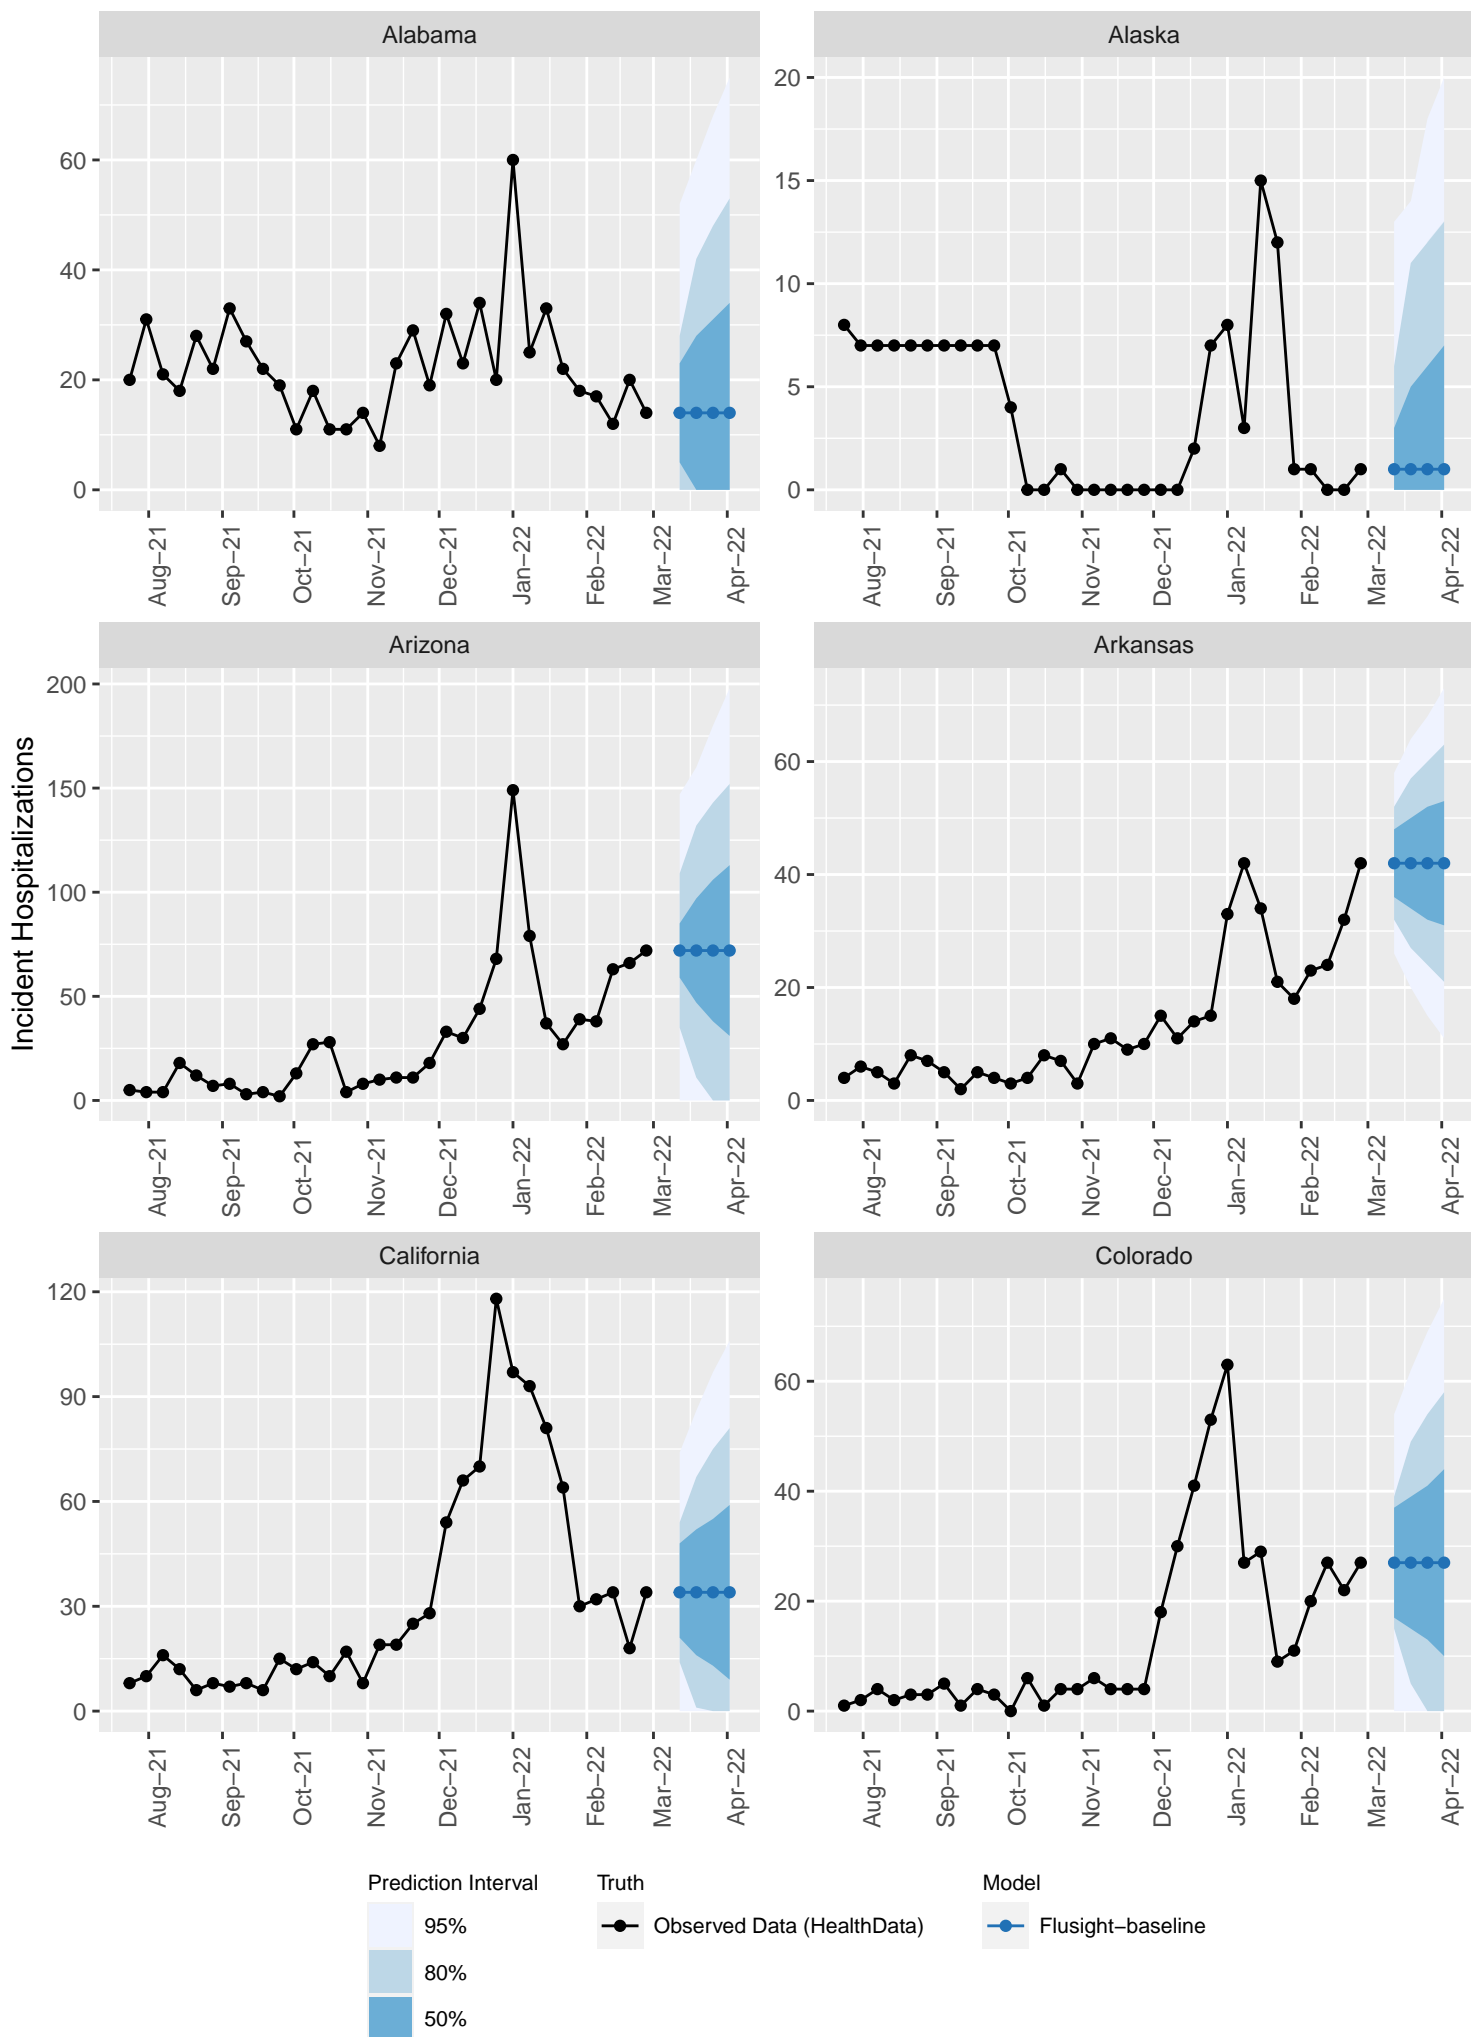 Alabama
Alaska
60
40
20
0
20
15
10
5
0
Aug−21
Sep−21
Oct−21
Nov−21
Dec−21
Jan−22
Feb−22
Mar−22
Apr−22
Aug−21
Sep−21
Oct−21
Nov−21
Dec−21
Jan−22
Feb−22
Mar−22
Apr−22
Incident Hospitalizations
Arizona
Arkansas
200
150
100
50
0
60
40
20
0
Aug−21
Sep−21
Oct−21
Nov−21
Dec−21
Jan−22
Feb−22
Mar−22
Apr−22
Aug−21
Sep−21
Oct−21
Nov−21
Dec−21
Jan−22
Feb−22
Mar−22
Apr−22
California
Colorado
120
90
60
30
0
60
40
20
0
Aug−21
Sep−21
Oct−21
Nov−21
Dec−21
Jan−22
Feb−22
Mar−22
Apr−22
Aug−21
Sep−21
Oct−21
Nov−21
Dec−21
Jan−22
Feb−22
Mar−22
Apr−22
Prediction Interval
95%
80%
50%
Truth
Observed Data (HealthData)
Model
Flusight−baseline